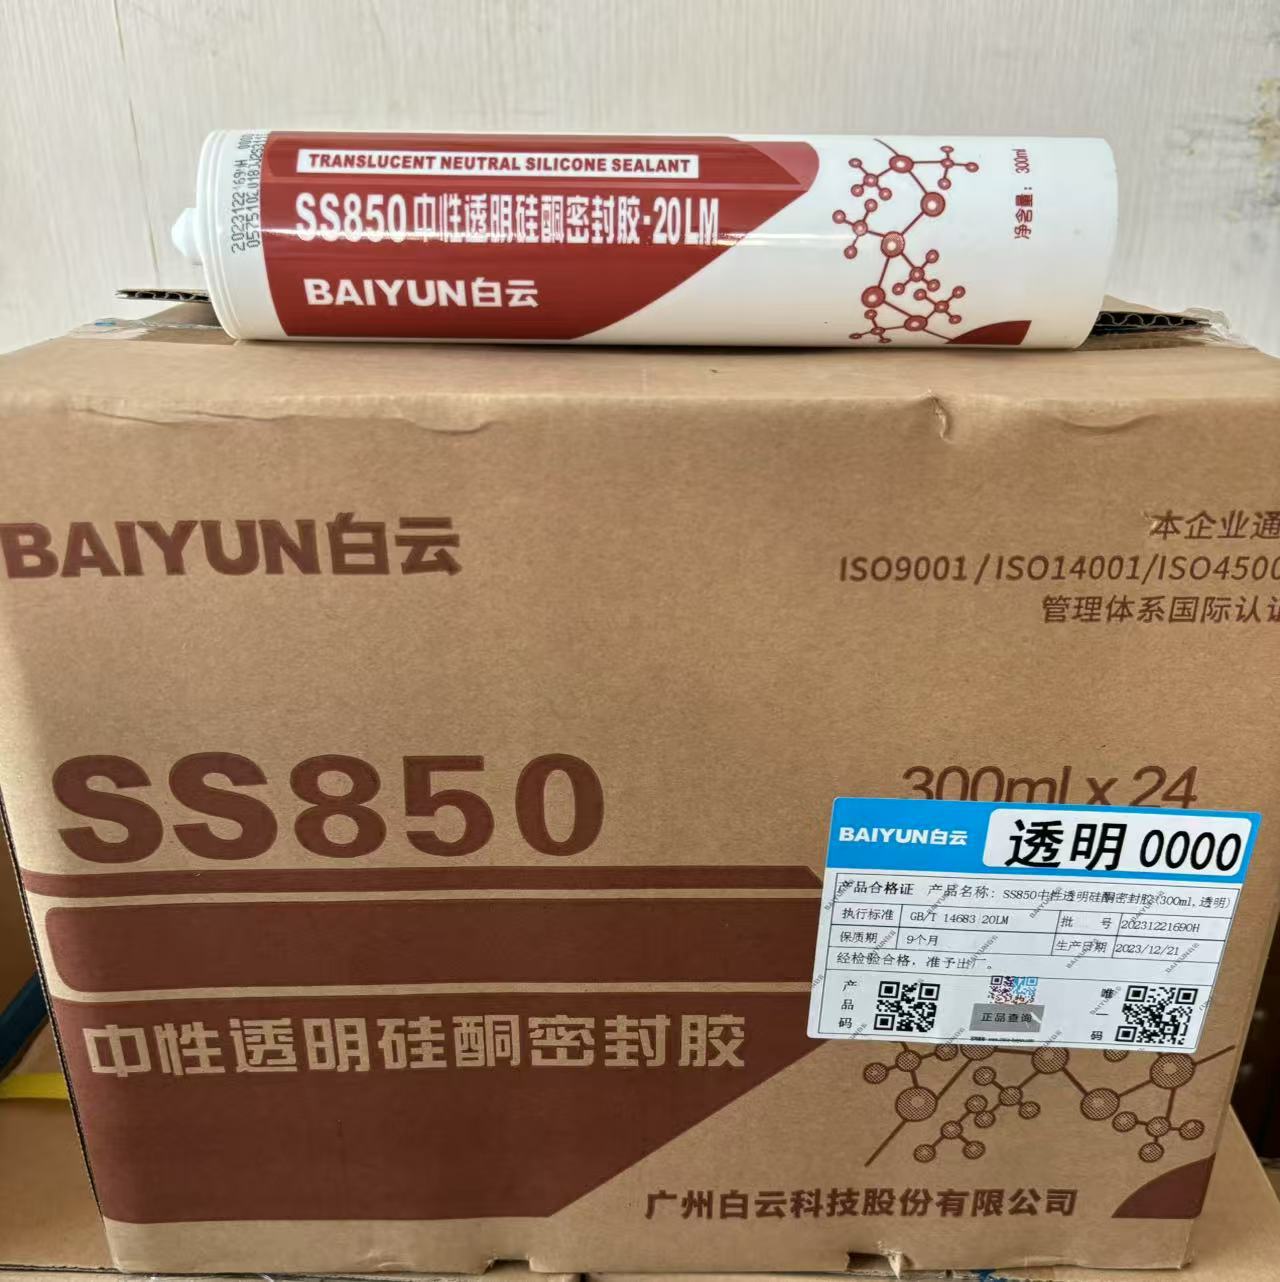 TRANSLUCENT NEUTRAL SILICONE SEALANT
SS850中性透明硅酮密封胶-20LM
BAIYUN白云
净含量：300ml
2023122169H 0000
BAIYUN白云
本企业通
ISO9001/ISO14001/ISO4500
管理体系国际认证
SS850
300ml x 24
中性透明硅酮密封胶
广州白云科技股份有限公司
BAIYUN白云 透明 0000
产品合格证 产品名称: SS850中性透明硅酮密封胶(300ml,透明)
执行标准 GB/T 14683 20LM 批号 2023122169OH
保质期 9个月 生产日期 2023/12/21
经检验合格，准予出厂。
产品码
正品查询
唯一码